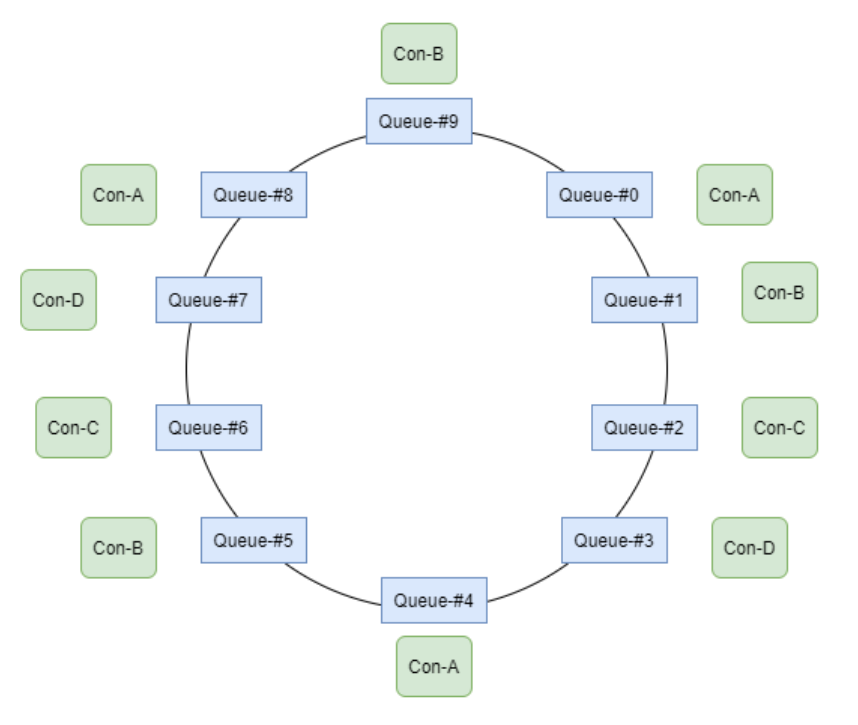 Con-B
Queue-#9
Con-A
Queue-#8
Queue-#0
Con-A
Con-D
Queue-#7
Queue-#1
Con-B
Con-C
Queue-#6
Queue-#2
Con-C
Con-B
Queue-#5
Queue-#3
Con-D
Queue-#4
Con-A